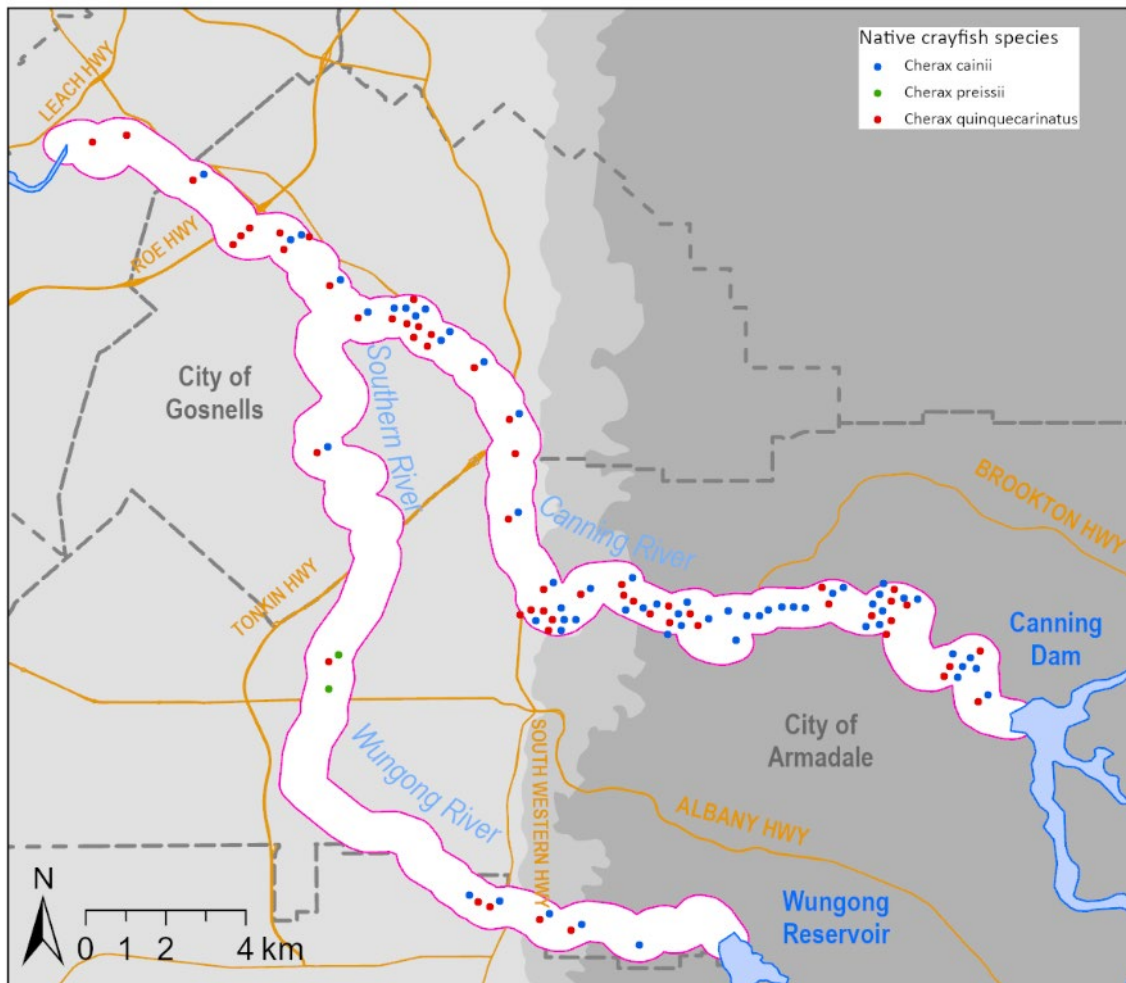 Native crayfish species
Cherax cainii
Cherax preissii
Cherax quinquecarinatus
LEACH HWY
ROE HWY
City of
Gosnells
Southern River
Canning River
BROOKTON HWY
TONKIN HWY
Canning
Dam
City of
Armadale
Wungong River
SOUTH WESTERN HWY
ALBANY HWY
Wungong
Reservoir
N
0 1 2 4 km